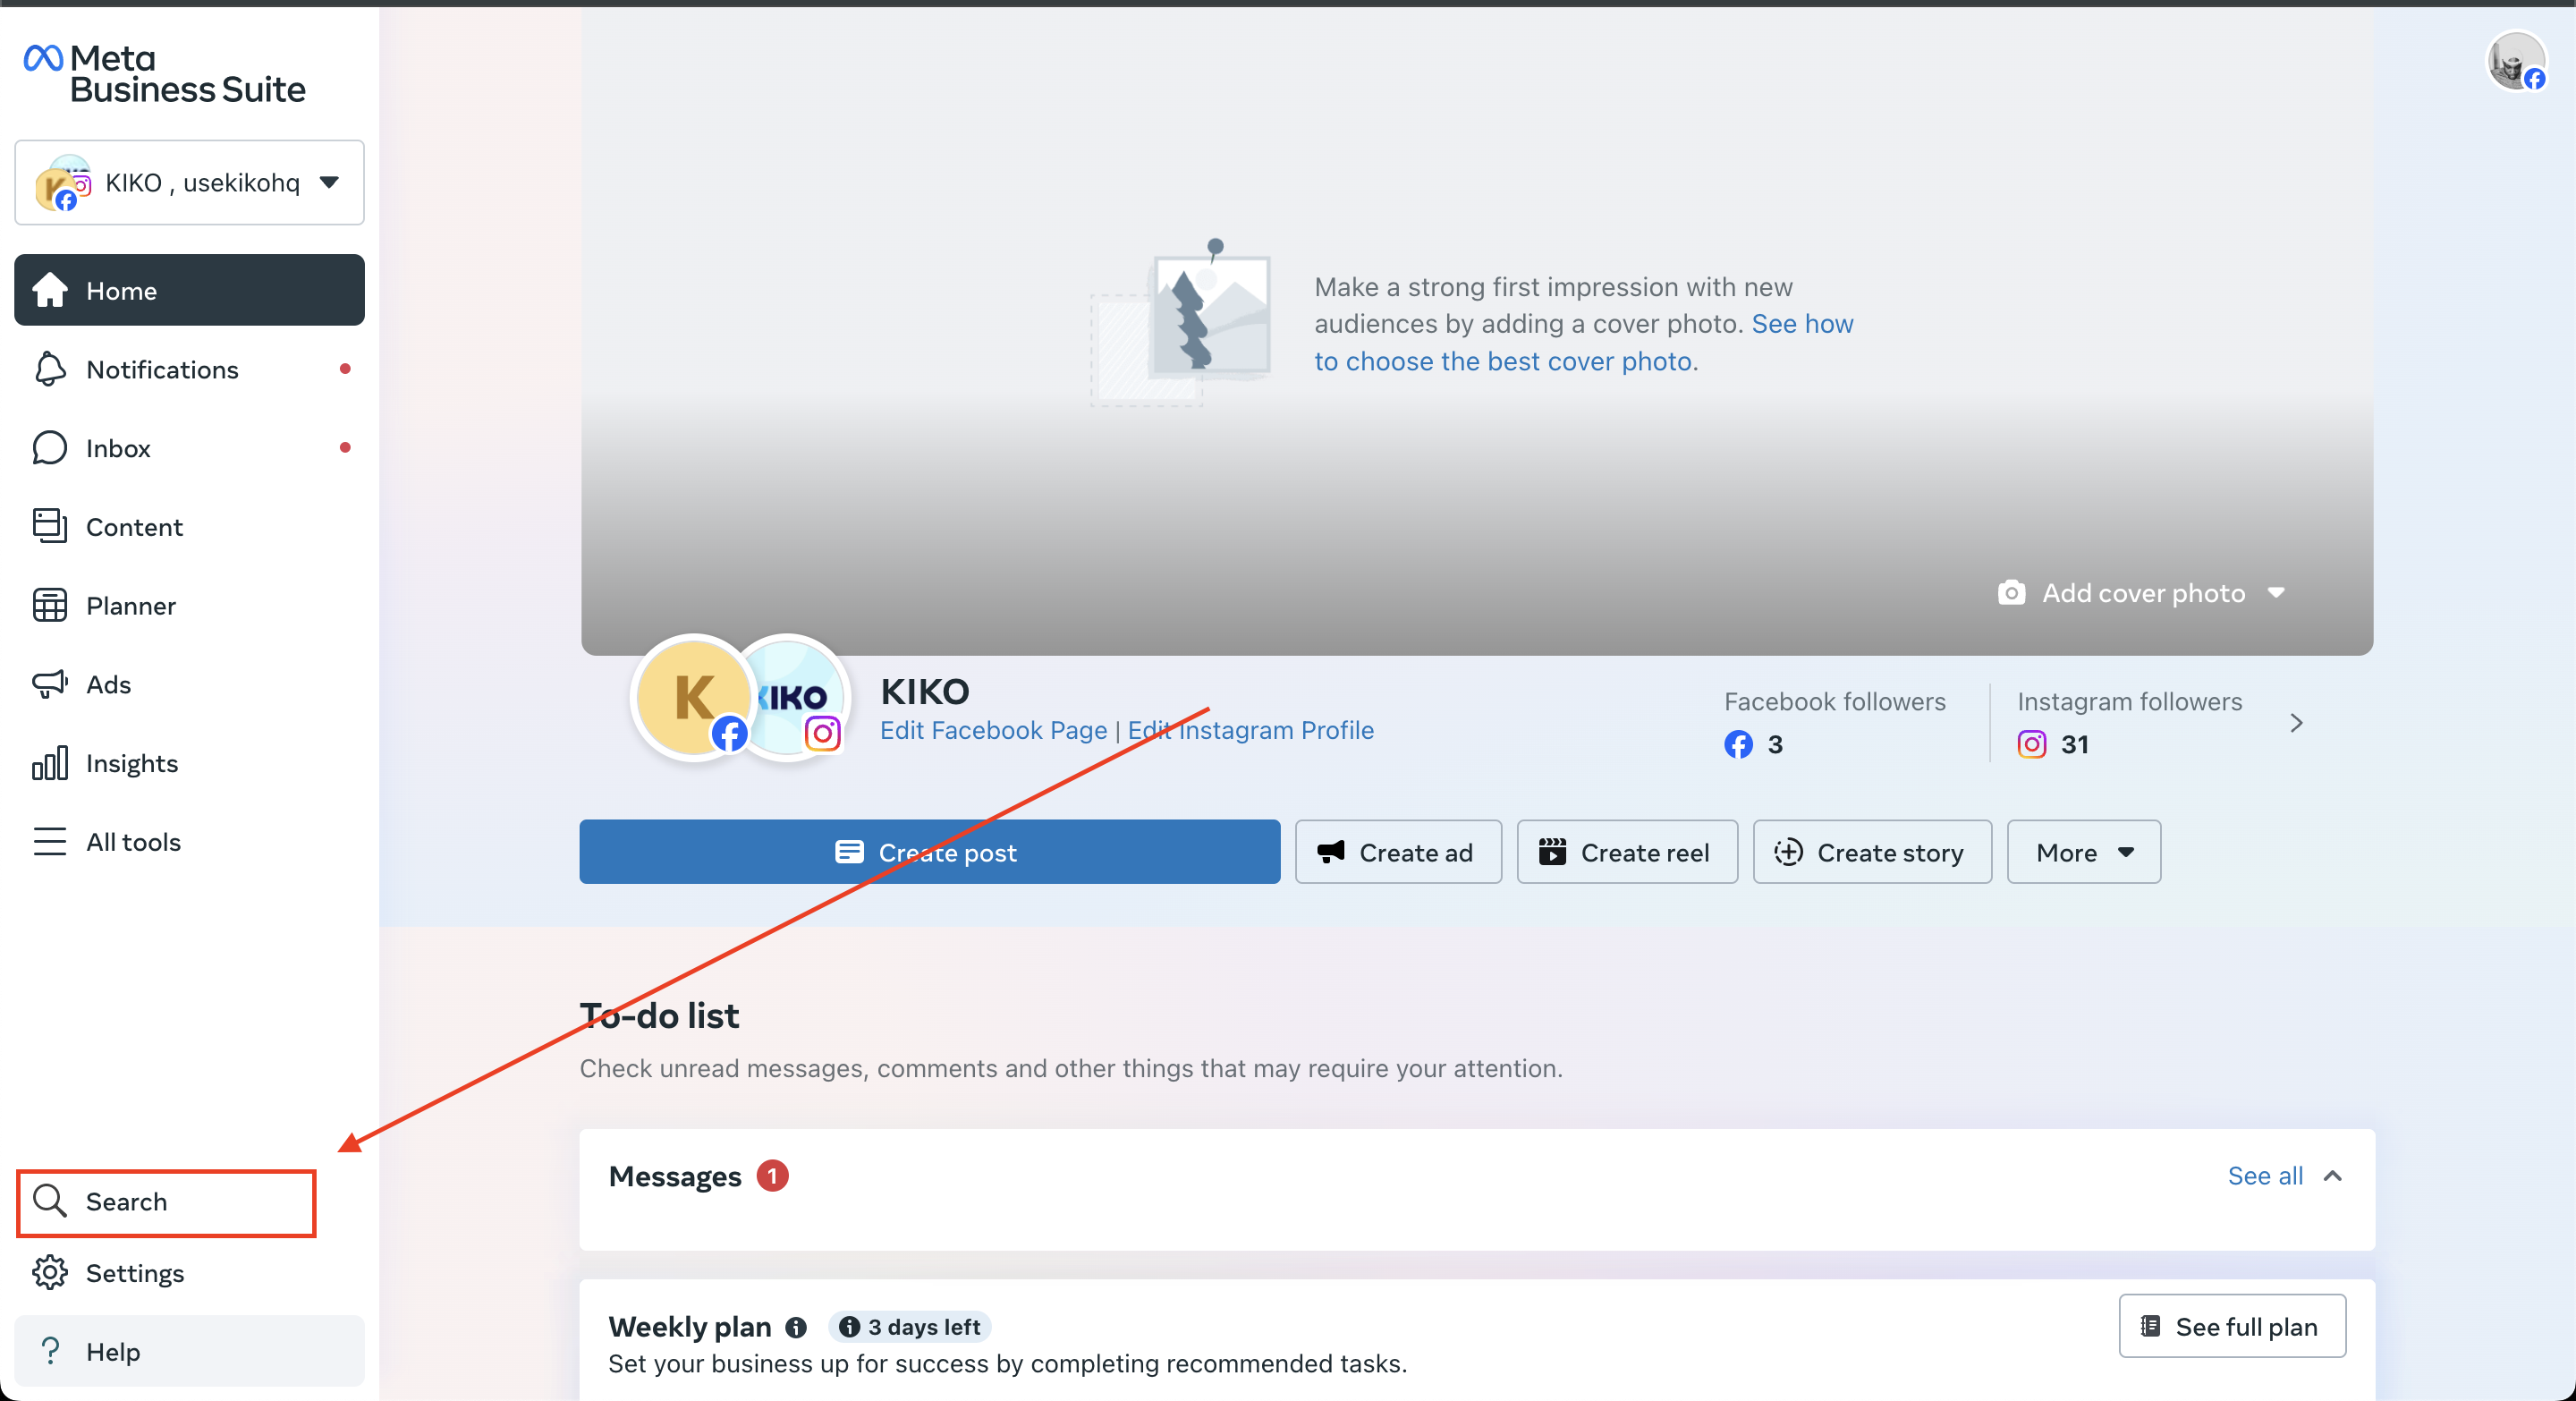 Meta
Business Suite
KIKO , usekikohq
Home
Notifications
Inbox
Content
Planner
Ads
Insights
All tools
Search
Settings
? Help
Make a strong first impression with new
audiences by adding a cover photo. See how
to choose the best cover photo.
Add cover photo
K
KIKO
KIKO
Edit Facebook Page | Edit Instagram Profile
Facebook followers
3
Instagram followers
31
Create post
Create ad
Create reel
Create story
More
To-do list
Check unread messages, comments and other things that may require your attention.
Messages 1
See all
Weekly plan
3 days left
See full plan
Set your business up for success by completing recommended tasks.